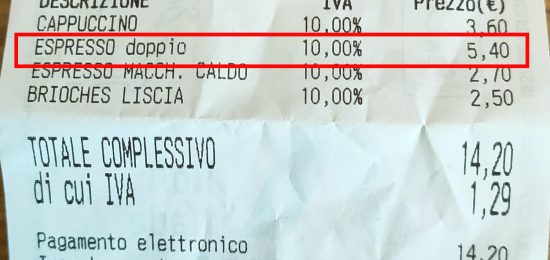 DESCRIZIONE IVA Prezzo(€)
CAPPUCCINO 10,00% 3,60
ESPRESSO doppio 10,00% 5,40
ESPRESSO MACCH. CALDO 10,00% 2,70
BRIOCHES LISCIA 10,00% 2,50
TOTALE COMPLESSIVO 14,20
di cui IVA 1,29
Pagamento elettronico 14,20